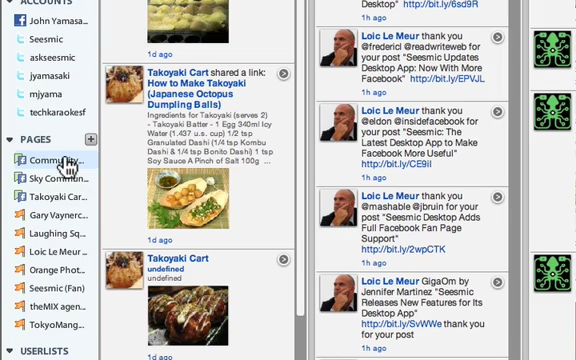 ACCOUNTS
John Yamasa...
Seesmic
askseesmic
jyamasaki
mjyama
techkaraokesf
PAGES
Commu
Sky Commun...
Takoyaki Car...
Gary Vaynerc...
Laughing Sq...
Loic Le Meur ...
Orange Phot...
Seesmic (Fan)
theMIX agen...
TokyoMang...
USERLISTS
1d ago
Takoyaki Cart shared a link:
How to Make Takoyaki
(Japanese Octopus
Dumpling Balls)
Ingredients for Takoyaki (serves 2)
- Takoyaki Batter - 1 Egg 340ml Icy
Water (1.437 u.s. cup) 1/2 tsp
Granulated Dashi (1/4 tsp Kombu
Dashi & 1/4 tsp Bonito Dashi) 1 tsp
Soy Sauce A Pinch of Salt 100g ...
1d ago
Takoyaki Cart
undefined
undefined
1d ago
Desktop" http://bit.ly/6sd9R
1h ago
Loic Le Meur thank you
@fredericl @readwriteweb for
your post "Seesmic Updates
Desktop App: Now With More
Facebook" http://bit.ly/EPVJL
1h ago
Loic Le Meur thank you
@eldon @insidefacebook for
your post "Seesmic: The
Latest Desktop App to Make
Facebook More Useful"
http://bit.ly/CE9iI
1h ago
Loic Le Meur thank you
@mashable @jbruin for your
post "Seesmic Desktop Adds
Full Facebook Fan Page
Support"
http://bit.ly/2wpCTK
1h ago
Loic Le Meur GigaOm by
Jennifer Martinez "Seesmic
Releases New Features for Its
Desktop"
http://bit.ly/SvWWe thank you
for your post
1h ago